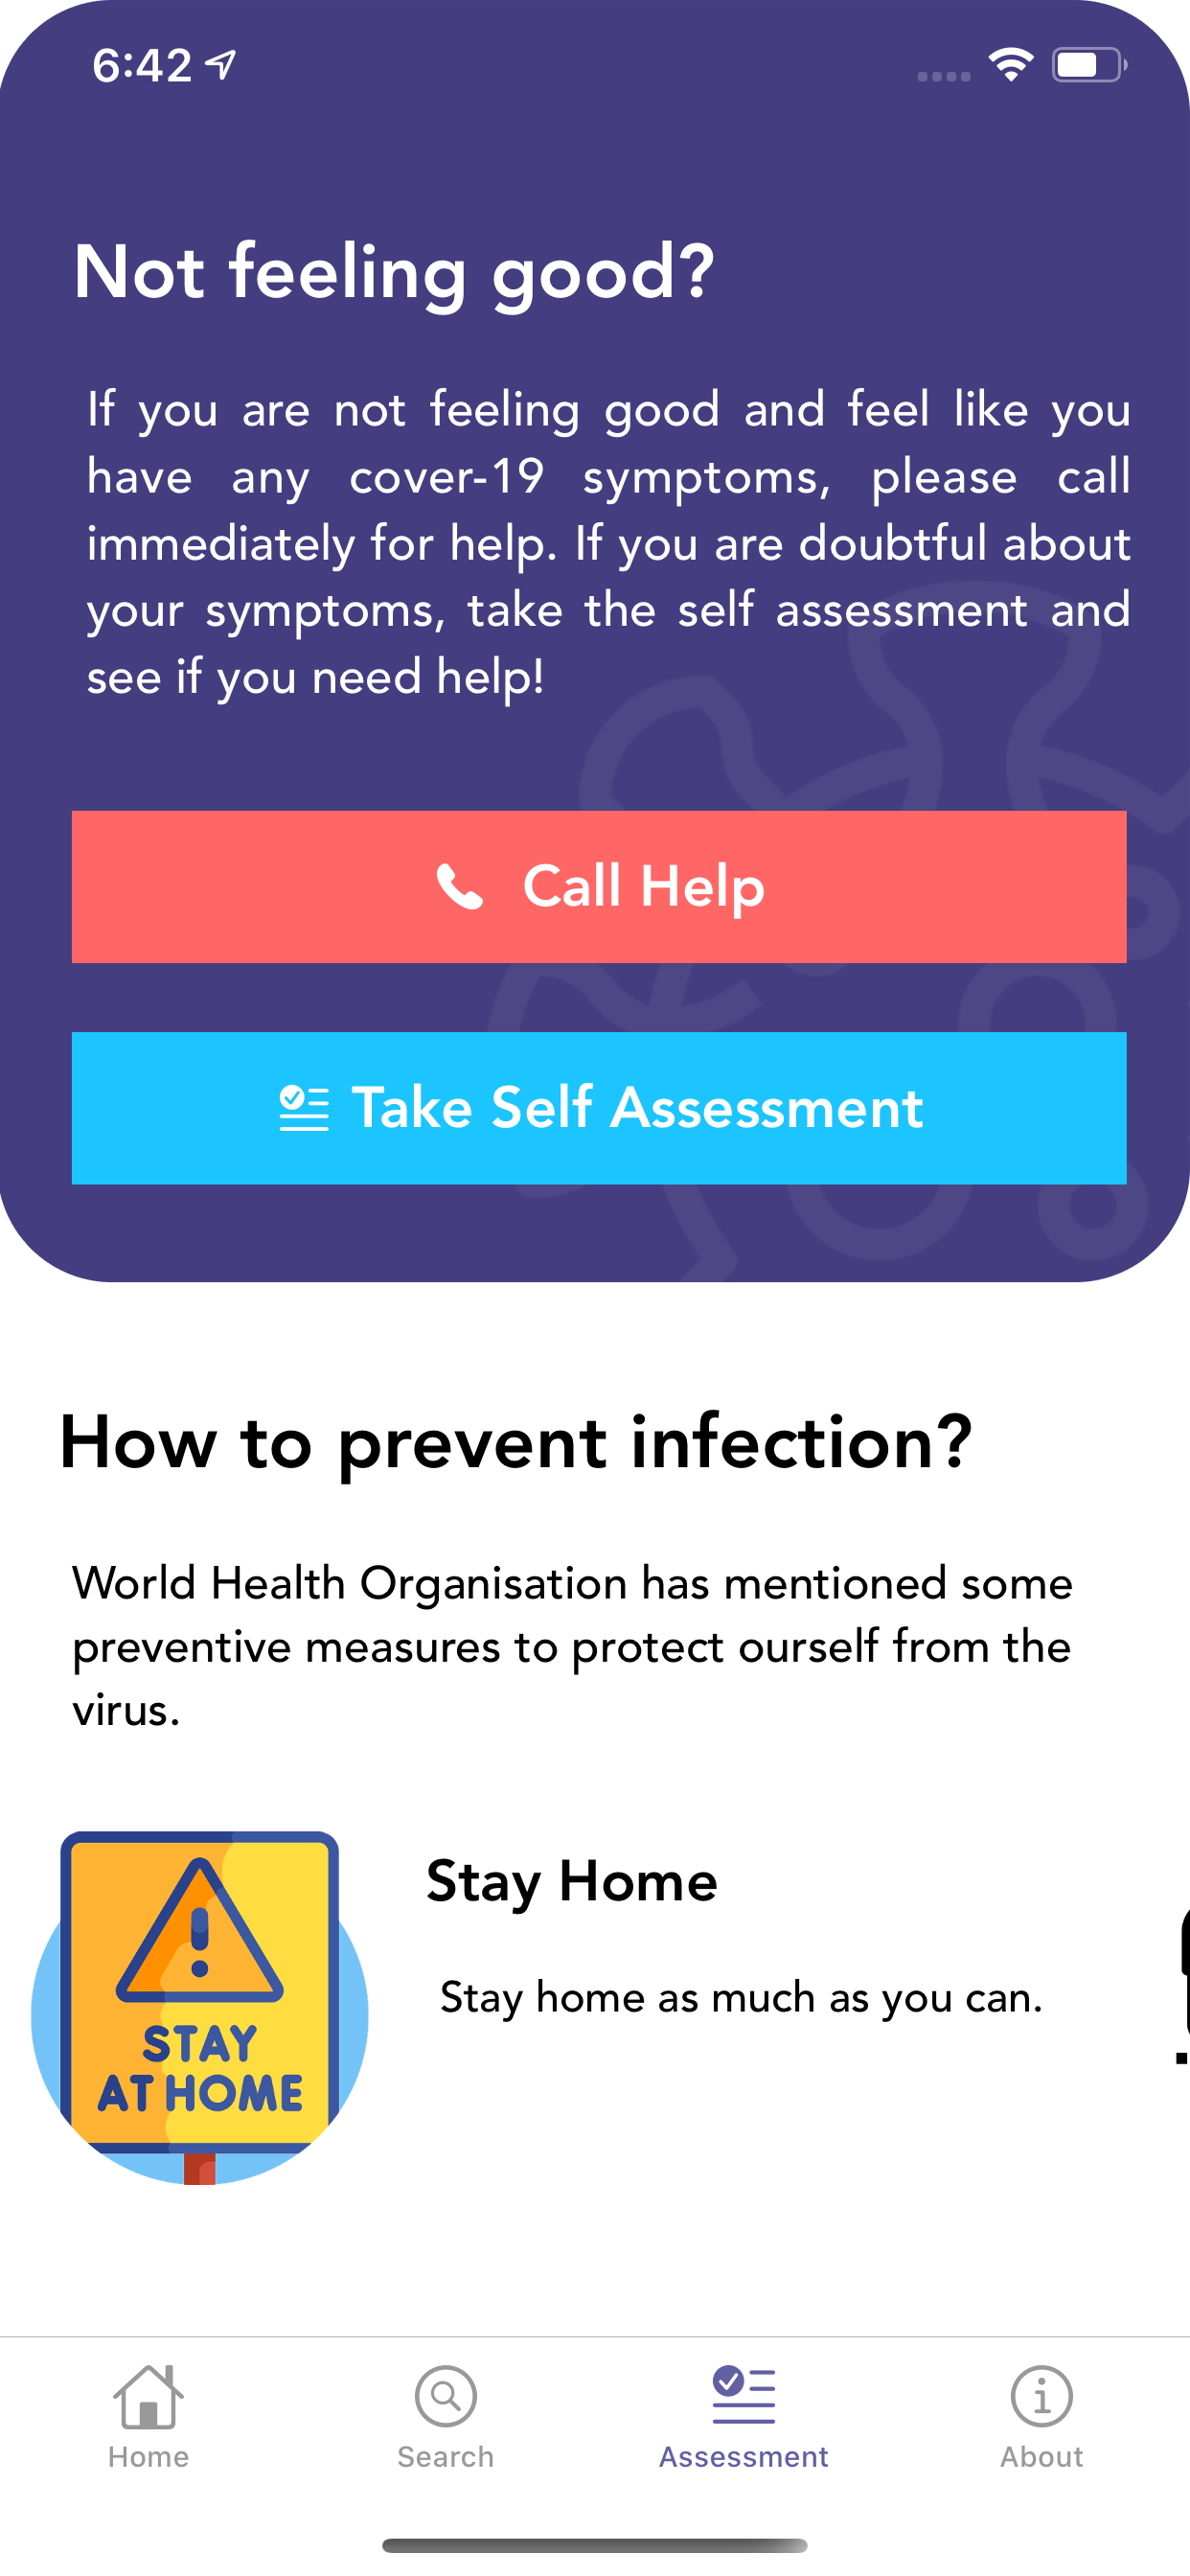 6:42
Not feeling good?
If you are not feeling good and feel like you
have any cover-19 symptoms, please call
immediately for help. If you are doubtful about
your symptoms, take the self assessment and
see if you need help!
Call Help
Take Self Assessment
How to prevent infection?
World Health Organisation has mentioned some
preventive measures to protect ourself from the
virus.
Stay Home
Stay home as much as you can.
STAY
AT HOME
Home
Search
Assessment
About